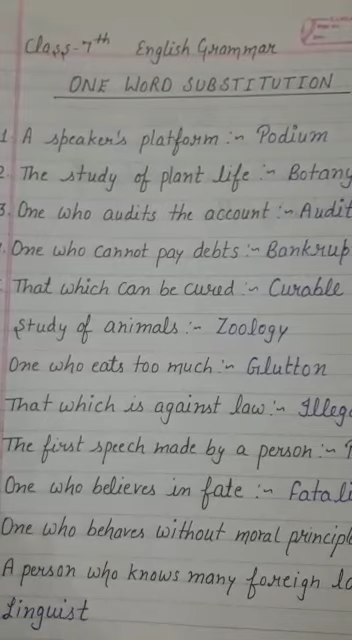 Class-7th English Grammar
ONE WORD SUBSTITUTION
1 A speaker's platform :- Podium
2. The study of plant life :- Botany
3. One who audits the account :- Audit
One who cannot pay debts :- Bankrup
That which can be cured :- Curable
Study of animals :- Zoology
One who eats too much :- Glutton
That which is against law :- Illega
The first speech made by a person :-
One who believes in fate :- Fatali
One who behaves without moral principle
A person who knows many foreign la
Linguist